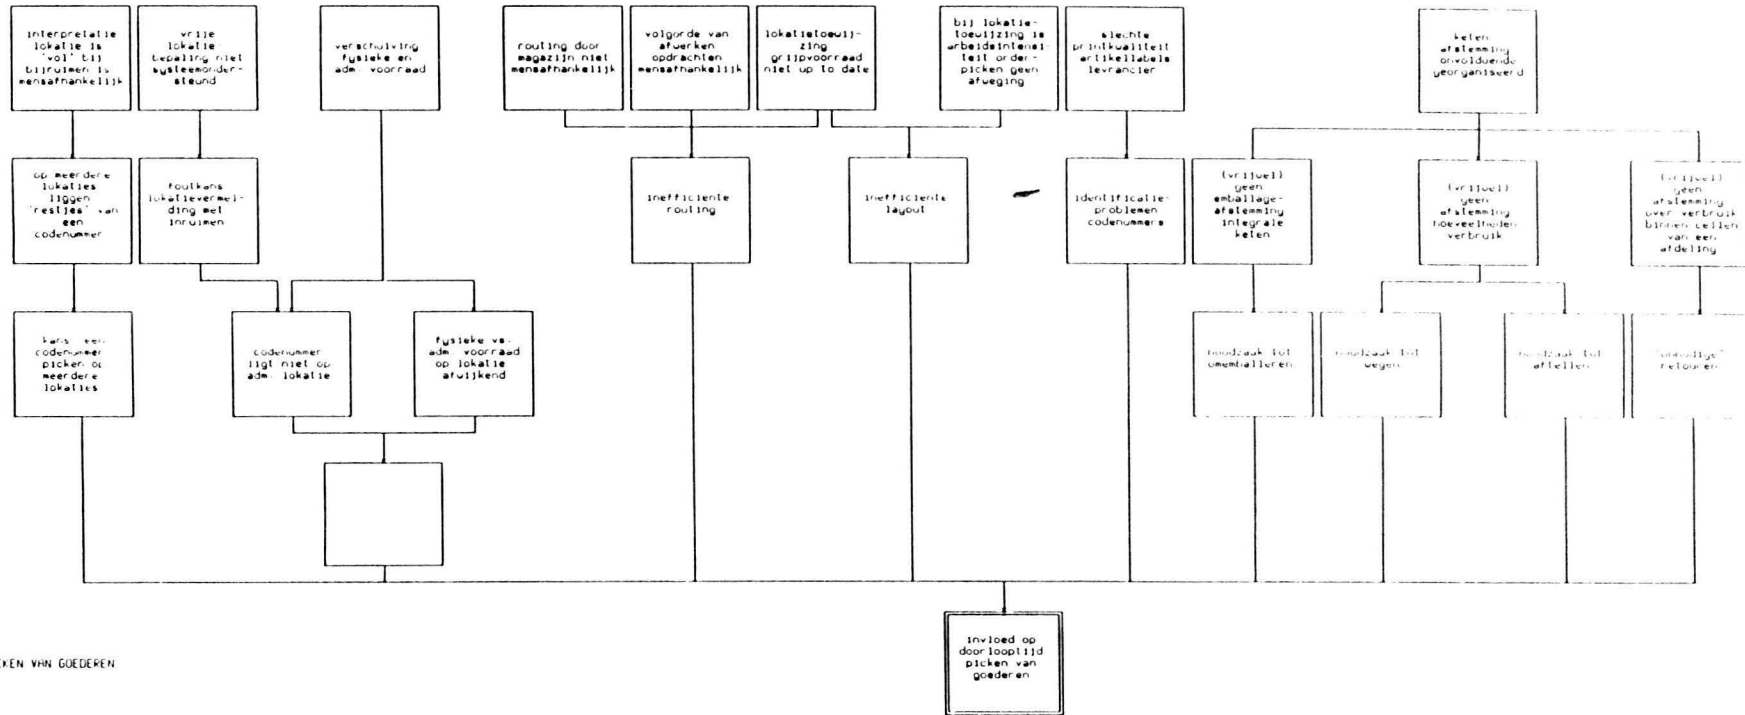 interpretatie
lokatie is
"vol" bij
bijruimen is
mensafhankelijk
vrije
lokatie-
bepaling niet
systeemonder-
steund
verschuiving
fysieke en
adm. voorraad
routing door
magazijn niet
mensafhankelijk
volgorde van
afwerken
opdrachten
mensafhankelijk
lokatietoewij-
zing
grijpvoorraad
niet up to date
bij lokatie-
toewijzing is
arbeidsintensi-
teit order-
picken geen
afweging
slechte
printkwaliteit
artikellabels
levrancier
keten
afstemming
onvoldoende
georganiseerd
op meerdere
lokaties
liggen
"restjes" van
een
codenummer
foutkans
lokatievermel-
ding met
inruimen
inefficiente
routing
inefficiente
layout
identificatie-
problemen
codenummers
(vrijwel)
geen
emballage-
afstemming
integrale
keten
(vrijwel)
geen
afstemming
hoeveelheden
verbruik
(vrijwel)
geen
afstemming
over verbruik
binnen cellen
van een
afdeling
kans een
codenummer
picken op
meerdere
lokaties
codenummer
ligt niet op
adm. lokatie
fysieke vs.
adm. voorraad
op lokatie
afwijkend
noodzaak tot
omemballeren
noodzaak tot
wegen
noodzaak tot
aftellen
"onnodige"
retouren
invloed op
doorlooptijd
picken van
goederen
KEN VAN GOEDEREN